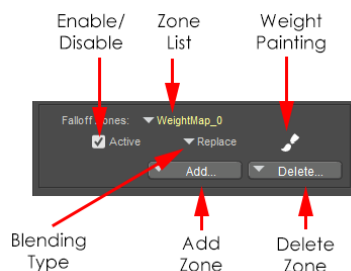 Enable/ Zone Weight
Disable List Painting
Falloff Zones: WeightMap_0
Active Replace
Add... Delete...
Blending Add Delete
Type Zone Zone